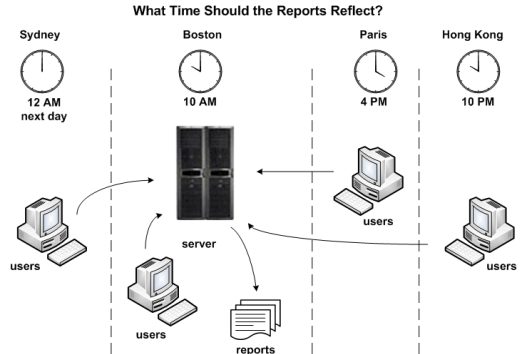 What Time Should the Reports Reflect?
Sydney
Boston
Paris
Hong Kong
12 AM
next day
10 AM
4 PM
10 PM
users
server
users
users
users
reports